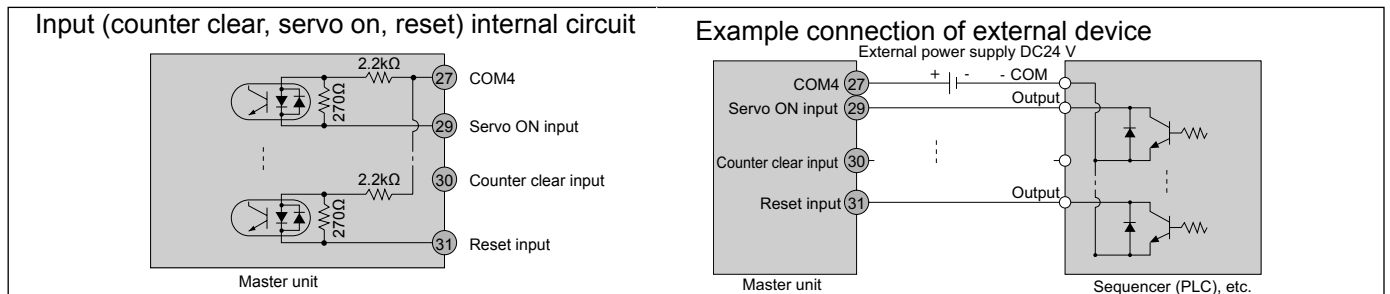 Input (counter clear, servo on, reset) internal circuit
2.2kΩ
27 COM4
270Ω
29 Servo ON input
2.2kΩ
30 Counter clear input
270Ω
31 Reset input
Master unit
Example connection of external device
External power supply DC24 V
COM4 27 + - - COM
Servo ON input 29 Output
Counter clear input 30
Reset input 31 Output
Master unit
Sequencer (PLC), etc.